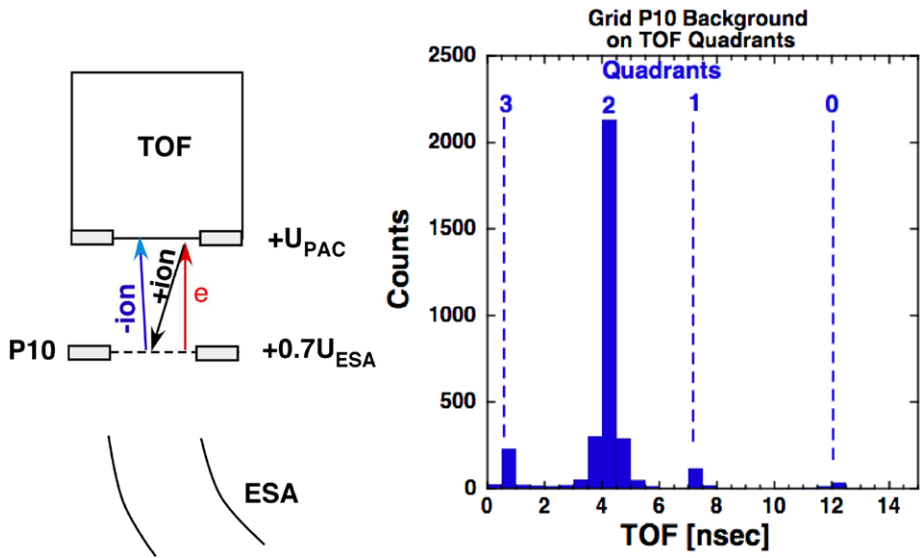 TOF
+U_PAC
-ion
+ion
e
P10
+0.7U_ESA
ESA
Grid P10 Background
on TOF Quadrants
Quadrants
3 2 1 0
2500
2000
1500
1000
500
0
Counts
0 2 4 6 8 10 12 14
TOF [nsec]